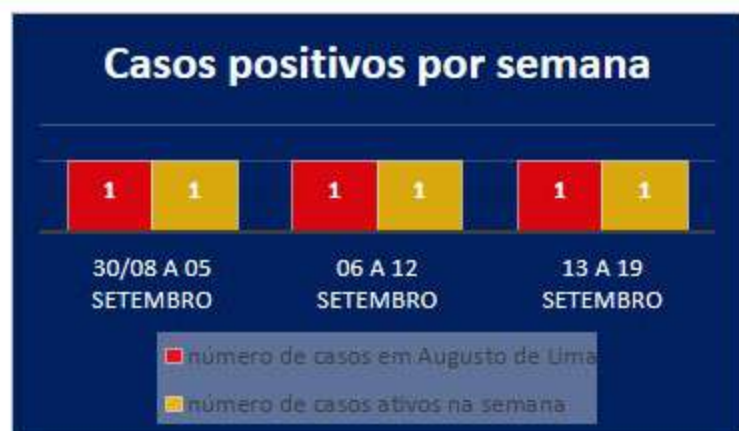 Casos positivos por semana
1 1 1 1 1 1
30/08 A 05 06 A 12 13 A 19
SETEMBRO SETEMBRO SETEMBRO
número de casos em Augusto de Lima
número de casos ativos na semana